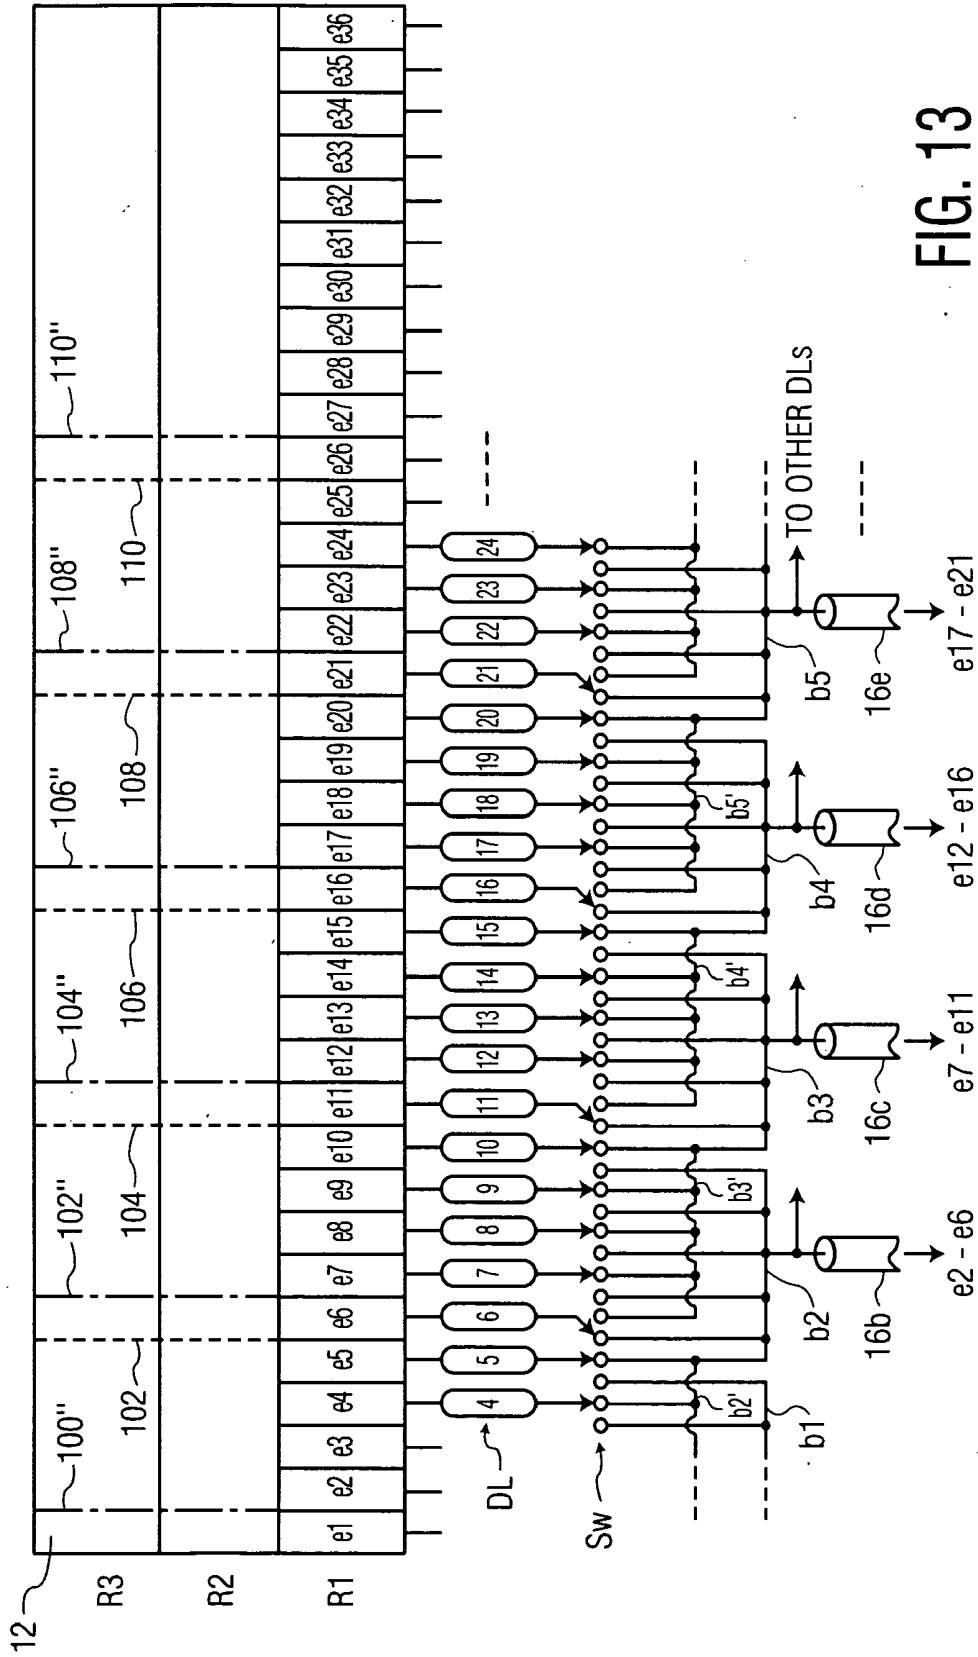 12
R3
R2
R1
100"
102
102"
104
104"
106
106"
108
108"
110
110"
e1 e2 e3 e4 e5 e6 e7 e8 e9 e10 e11 e12 e13 e14 e15 e16 e17 e18 e19 e20 e21 e22 e23 e24 e25 e26 e27 e28 e29 e30 e31 e32 e33 e34 e35 e36
DL
4 5 6 7 8 9 10 11 12 13 14 15 16 17 18 19 20 21 22 23 24
Sw
b2' b3' b4' b5'
b1 b2 b3 b4 b5
TO OTHER DLs
16b 16c 16d 16e
e2 - e6
e7 - e11
e12 - e16
e17 - e21
FIG. 13